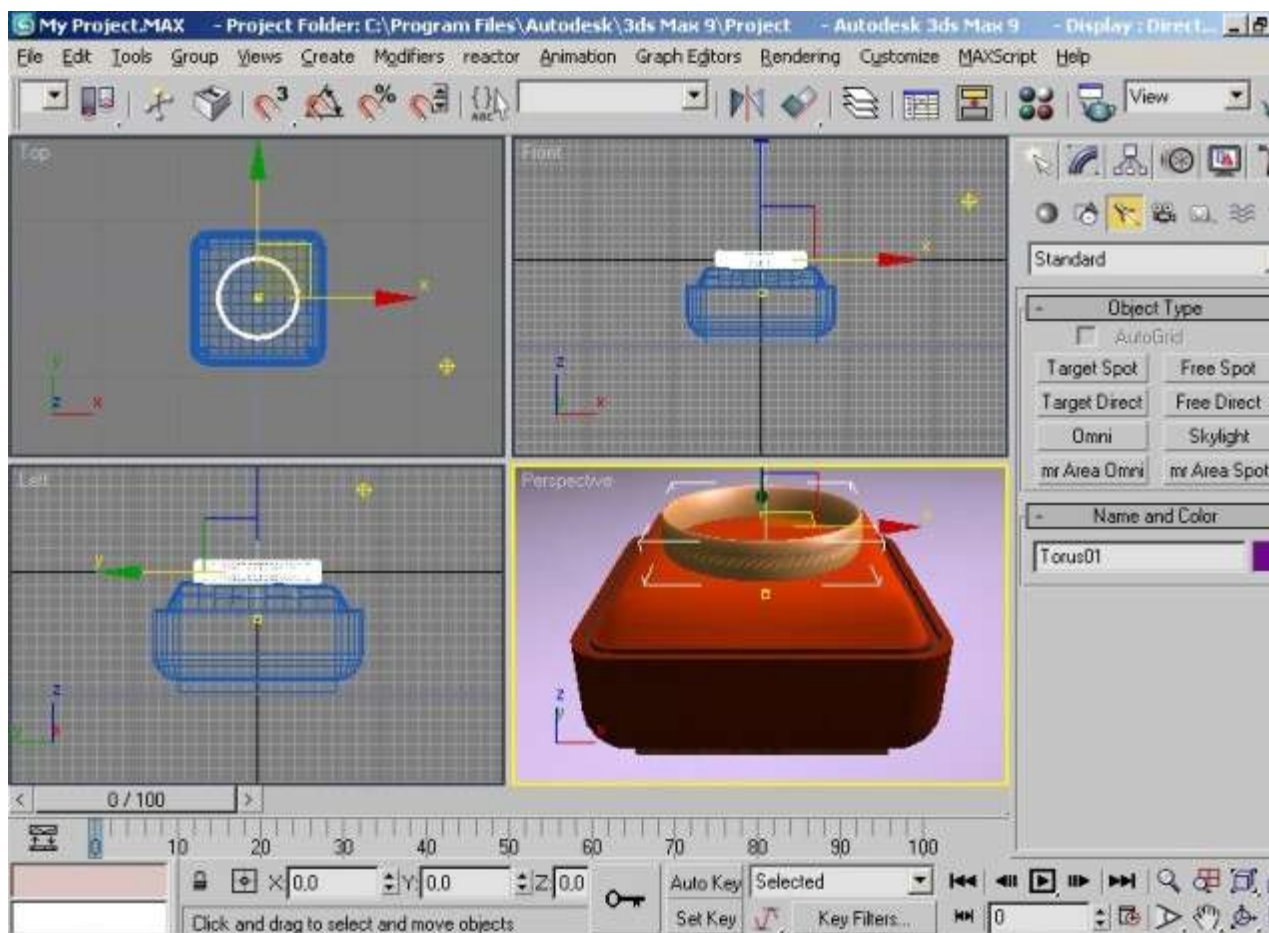 My Project.MAX - Project Folder: C:\Program Files\Autodesk\3ds Max 9\Project - Autodesk 3ds Max 9 - Display : Direct...
File Edit Tools Group Views Create Modifiers reactor Animation Graph Editors Rendering Customize MAXScript Help
3 % {} ABC View
Top Front
Standard
- Object Type
AutoGrid
Target Spot Free Spot
Target Direct Free Direct
Omni Skylight
mr Area Omni mr Area Spot
Left Perspective
- Name and Color
Torus01
x
x
y
z x
z
x
y
z
y x
z
y
< 0 / 100 >
0 10 20 30 40 50 60 70 80 90 100
X: 0.0 Y: 0.0 Z: 0.0 Auto Key Selected
Click and drag to select and move objects Set Key Key Filters... 0